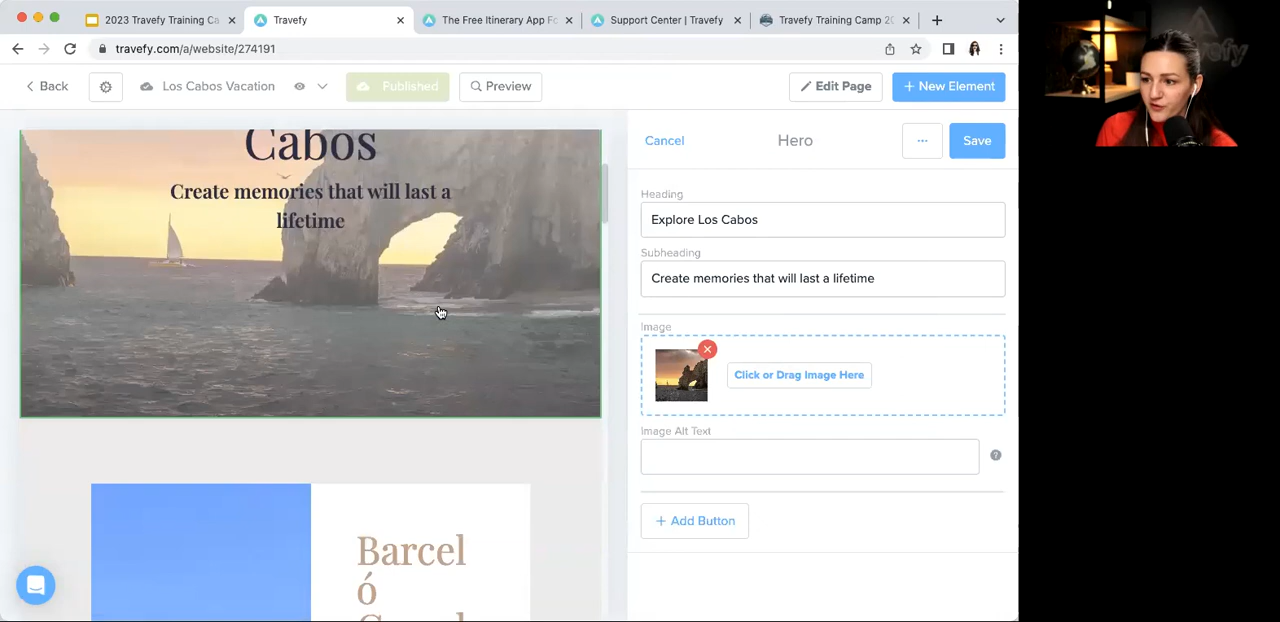 2023 Travefy Training Ca
Travefy
The Free Itinerary App Fo
Support Center | Travefy
Travefy Training Camp 20
travefy.com/a/website/274191
Back
Los Cabos Vacation
Published
Preview
Edit Page
+ New Element
Cabos
Create memories that will last a
lifetime
Barcel
ó
Cancel
Hero
...
Save
Heading
Explore Los Cabos
Subheading
Create memories that will last a lifetime
Image
Click or Drag Image Here
Image Alt Text
?
+ Add Button